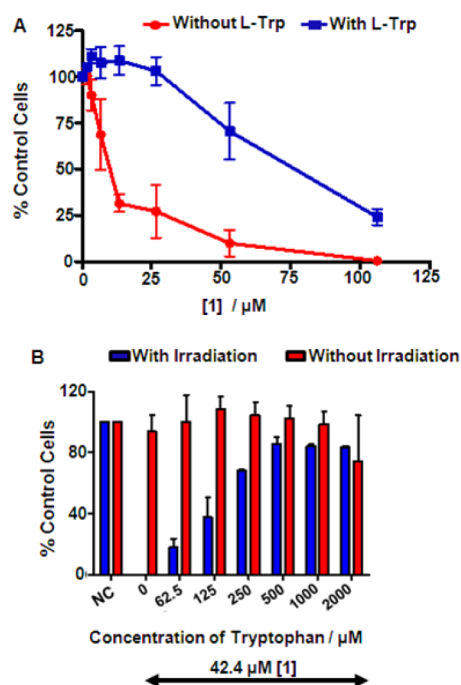 A
Without L-Trp With L-Trp
% Control Cells
125
100
75
50
25
0
0 25 50 75 100 125
[1] / µM
B
With Irradiation Without Irradiation
% Control Cells
120
80
40
0
NC 0 62.5 125 250 500 1000 2000
Concentration of Tryptophan / µM
42.4 µM [1]